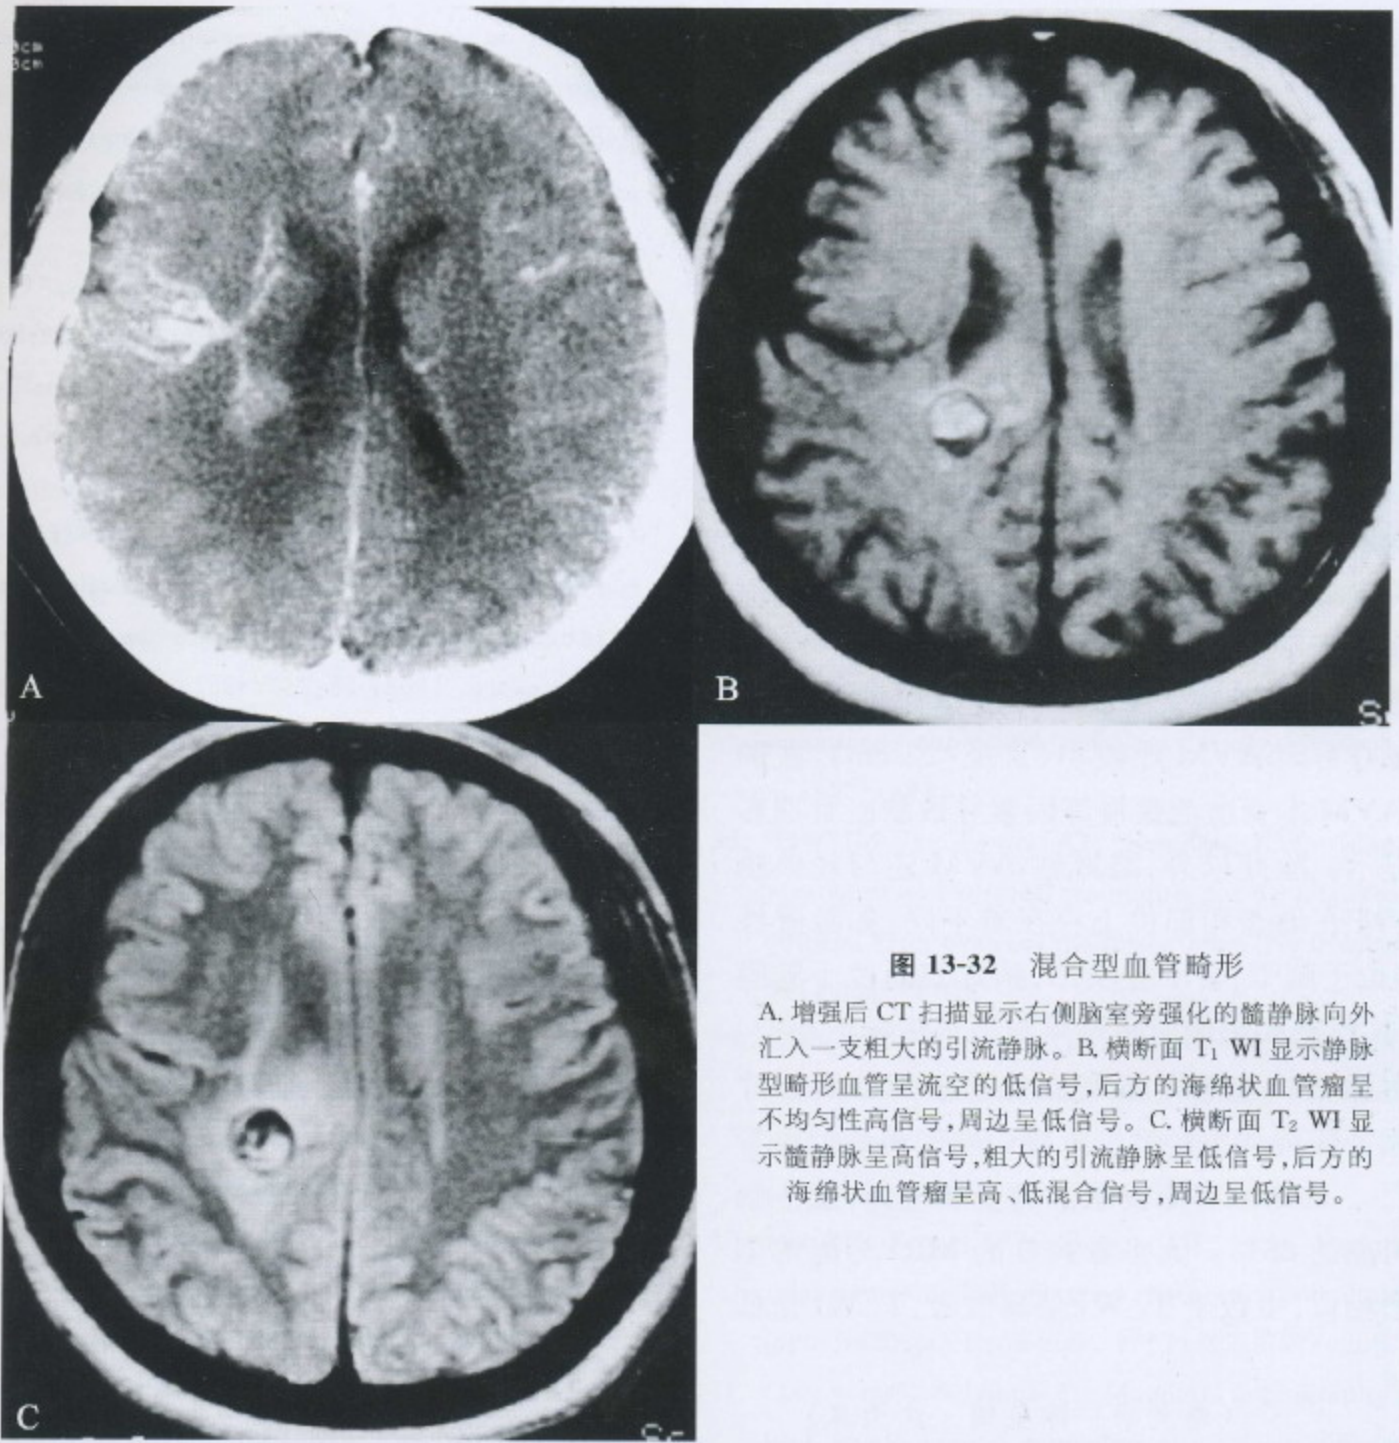 0cm
0cm
A
B
C
图 13-32 混合型血管畸形
A. 增强后 CT 扫描显示右侧脑室旁强化的髓静脉向外
汇入一支粗大的引流静脉。B. 横断面 T₁ WI 显示静脉
型畸形血管呈流空的低信号,后方的海绵状血管瘤呈
不均匀性高信号,周边呈低信号。C. 横断面 T₂ WI 显
示髓静脉呈高信号,粗大的引流静脉呈低信号,后方的
海绵状血管瘤呈高、低混合信号,周边呈低信号。